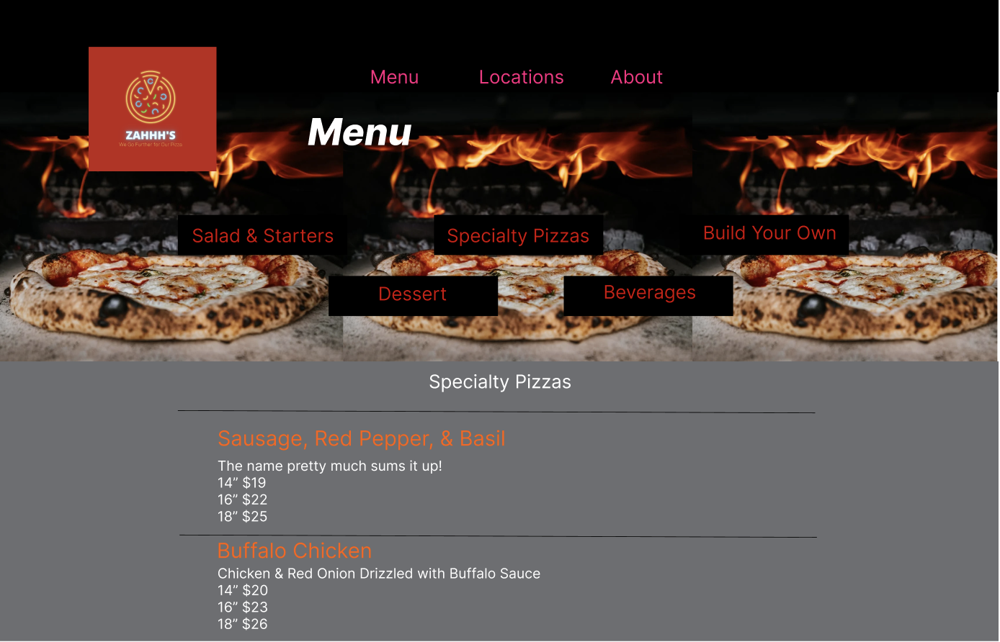 Menu Locations About
ZAHHH'S
We Go Further for Our Pizza
Menu
Salad & Starters
Specialty Pizzas
Build Your Own
Dessert
Beverages
Specialty Pizzas
Sausage, Red Pepper, & Basil
The name pretty much sums it up!
14” $19
16” $22
18” $25
Buffalo Chicken
Chicken & Red Onion Drizzled with Buffalo Sauce
14” $20
16” $23
18” $26